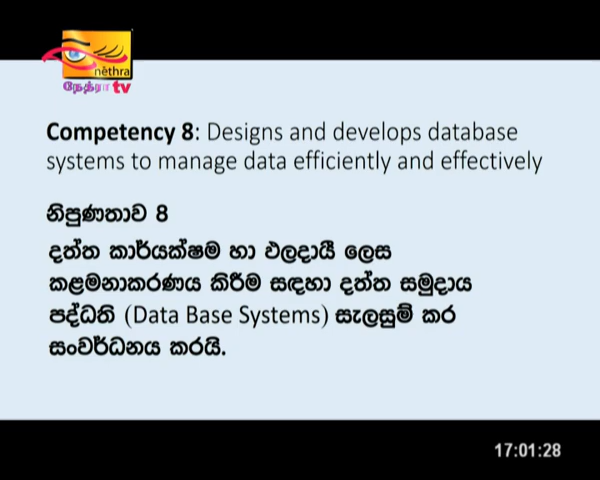 nēthra
நேத்ரா tv
Competency 8: Designs and develops database
systems to manage data efficiently and effectively
නිපුණතාව 8
දත්ත කාර්යක්ෂම හා ඵලදායී ලෙස
කළමනාකරණය කිරීම සඳහා දත්ත සමුදාය
පද්ධති (Data Base Systems) සැලසුම් කර
සංවර්ධනය කරයි.
17:01:28